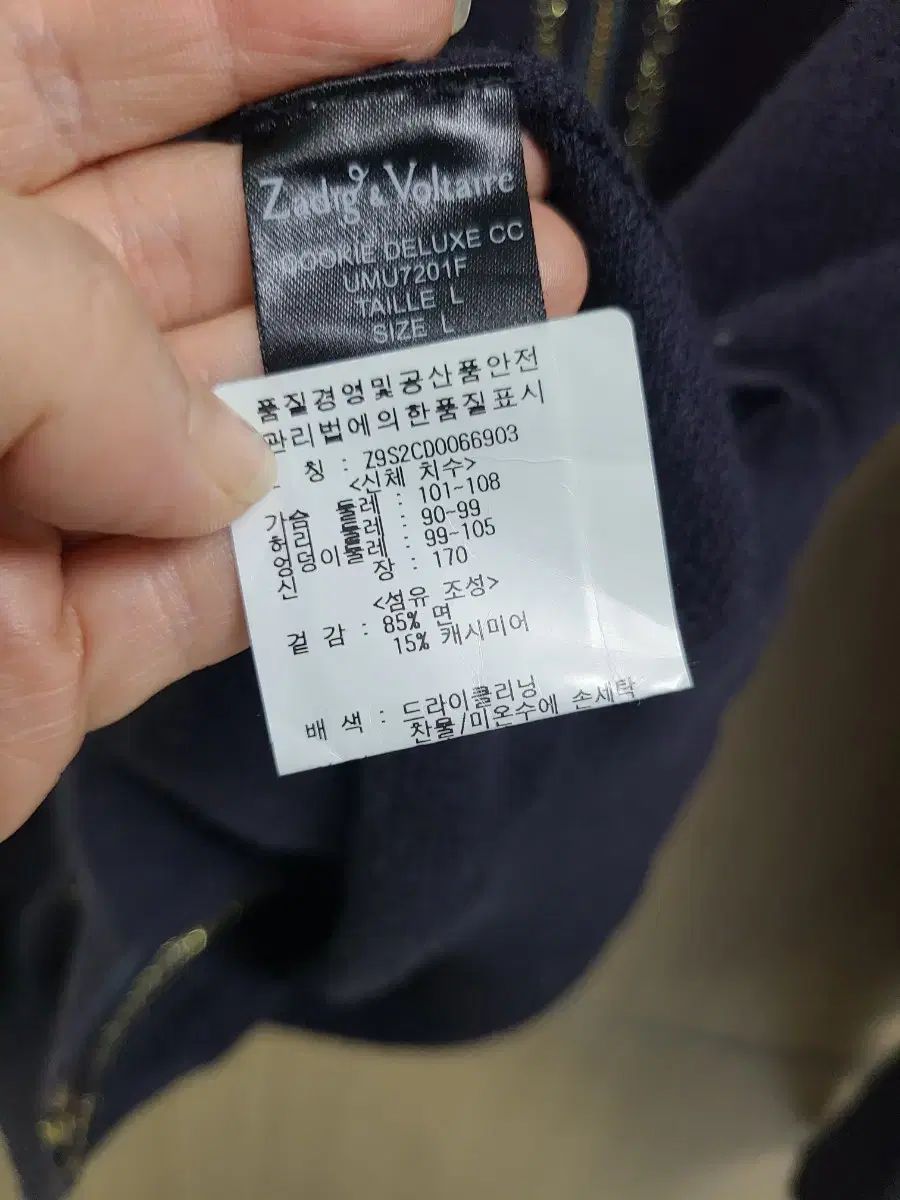 Zadig & Voltaire
COOKIE DELUXE CC
UMU7201F
TAILLE L
SIZE L
품질경영및공산품안전
관리법에의한품질표시
칭 : Z9S2CD0066903
<신체 치수>
가슴 둘레 : 101~108
허리 둘레 : 90~99
엉덩이둘레 : 99~105
신 장 : 170
<섬유 조성>
겉 감 : 85% 면
15% 캐시미어
배 색 : 드라이클리닝
찬물/미온수에 손세탁